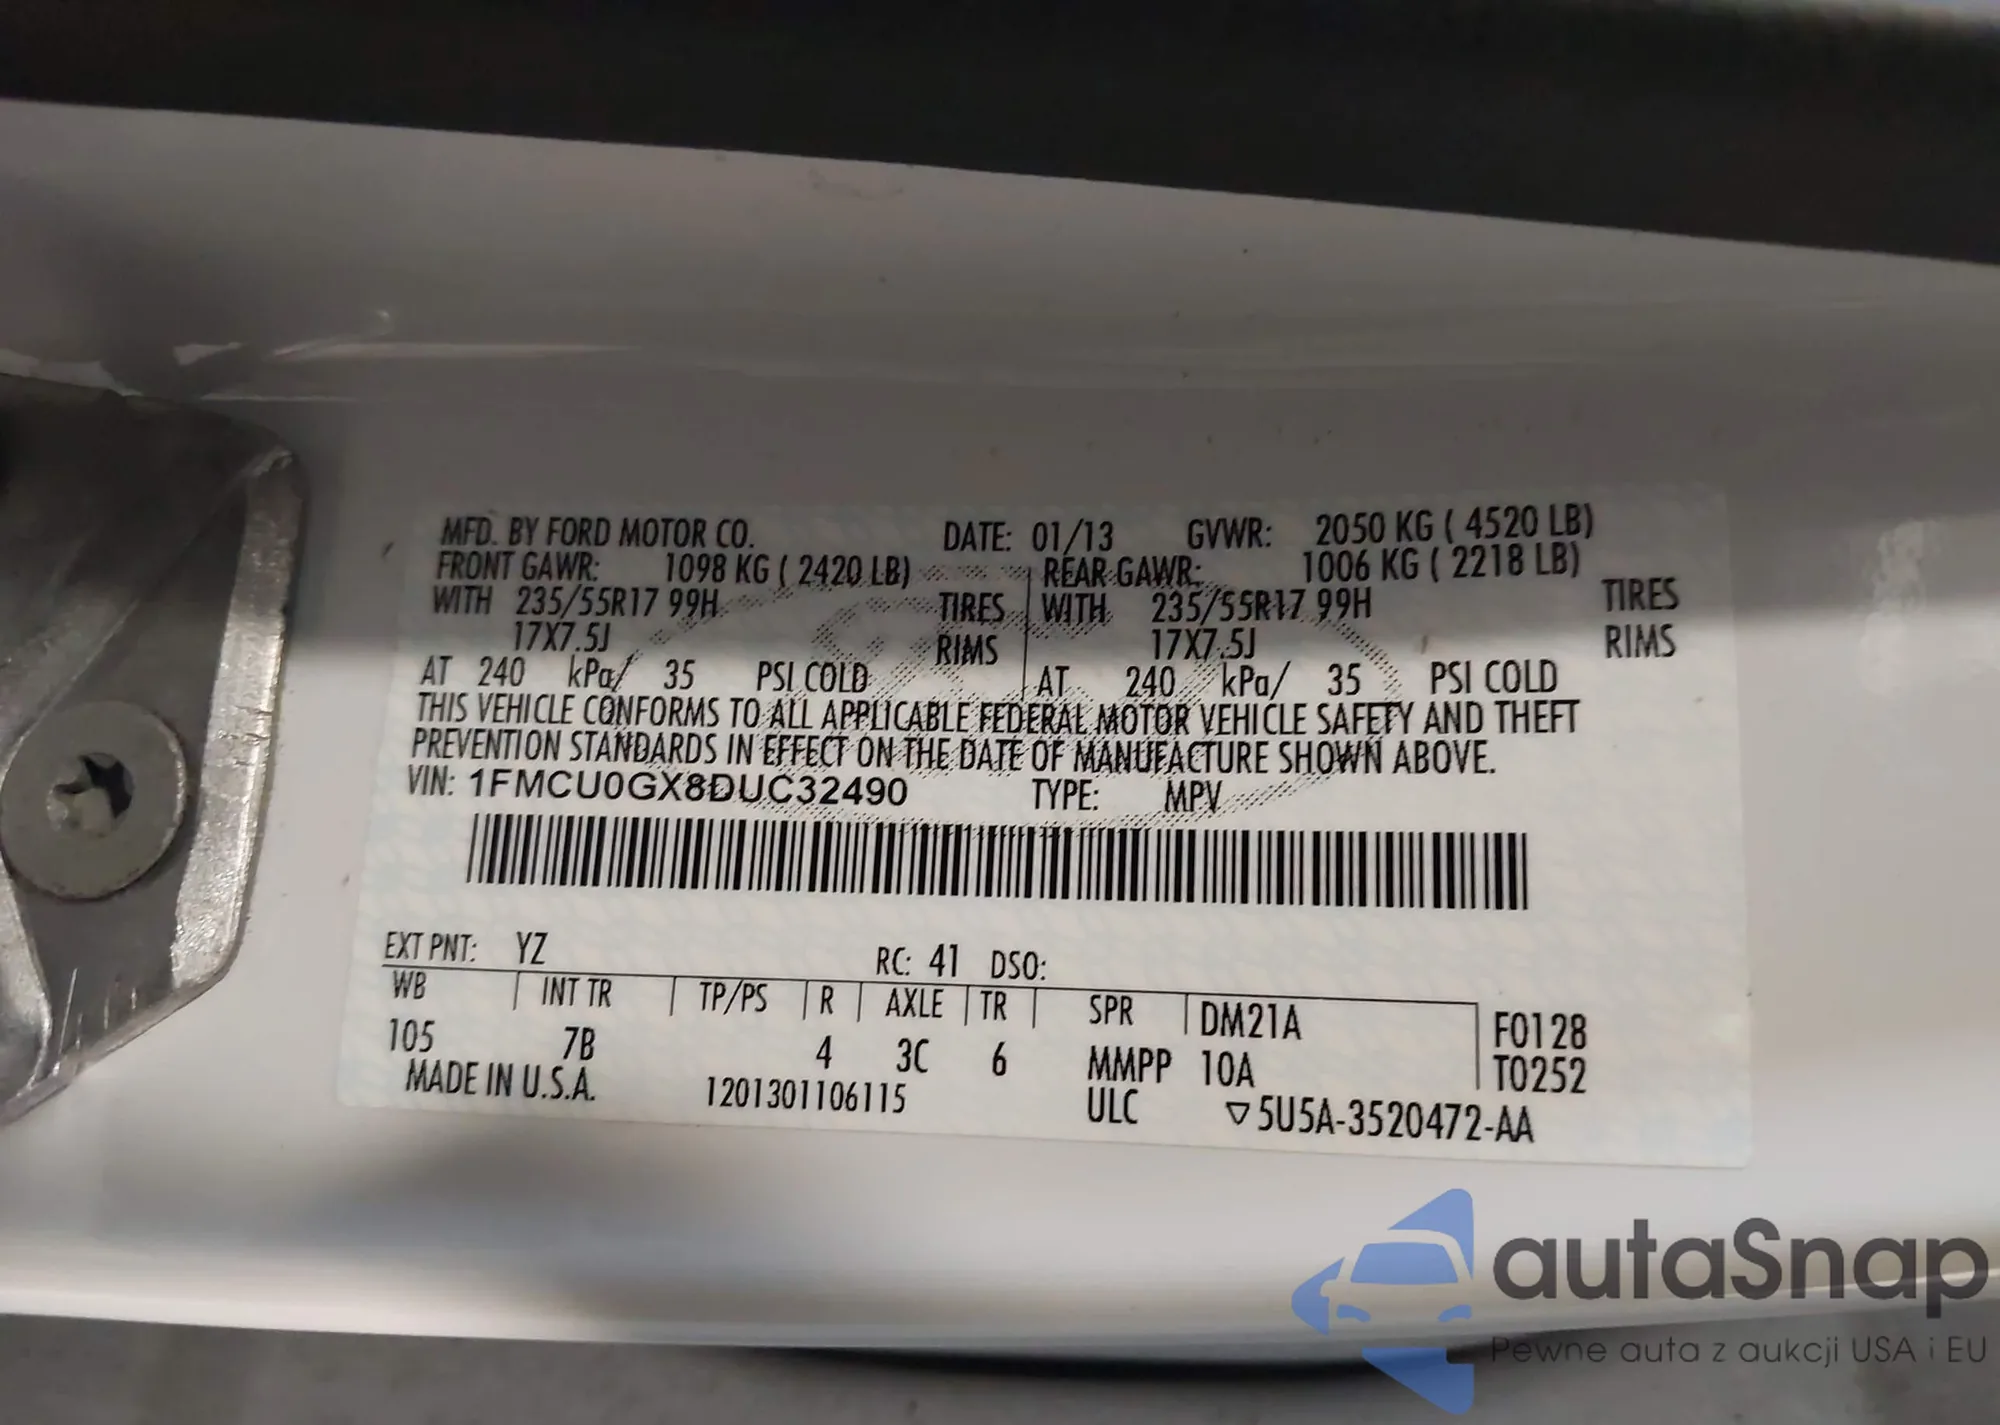 MFD. BY FORD MOTOR CO. DATE: 01/13 GVWR: 2050 KG ( 4520 LB)
FRONT GAWR: 1098 KG ( 2420 LB) REAR GAWR: 1006 KG ( 2218 LB)
WITH 235/55R17 99H TIRES WITH 235/55R17 99H TIRES
17X7.5J RIMS 17X7.5J RIMS
AT 240 kPa/ 35 PSI COLD AT 240 kPa/ 35 PSI COLD
THIS VEHICLE CONFORMS TO ALL APPLICABLE FEDERAL MOTOR VEHICLE SAFETY AND THEFT
PREVENTION STANDARDS IN EFFECT ON THE DATE OF MANUFACTURE SHOWN ABOVE.
VIN: 1FMCU0GX8DUC32490 TYPE: MPV
EXT PNT: YZ RC: 41 DSO:
WB INT TR TP/PS R AXLE TR SPR DM21A F0128
105 7B 4 3C 6 MMPP 10A T0252
MADE IN U.S.A. 1201301106115 ULC ▽5U5A-3520472-AA
autaSnap
Pewne auta z aukcji USA i EU